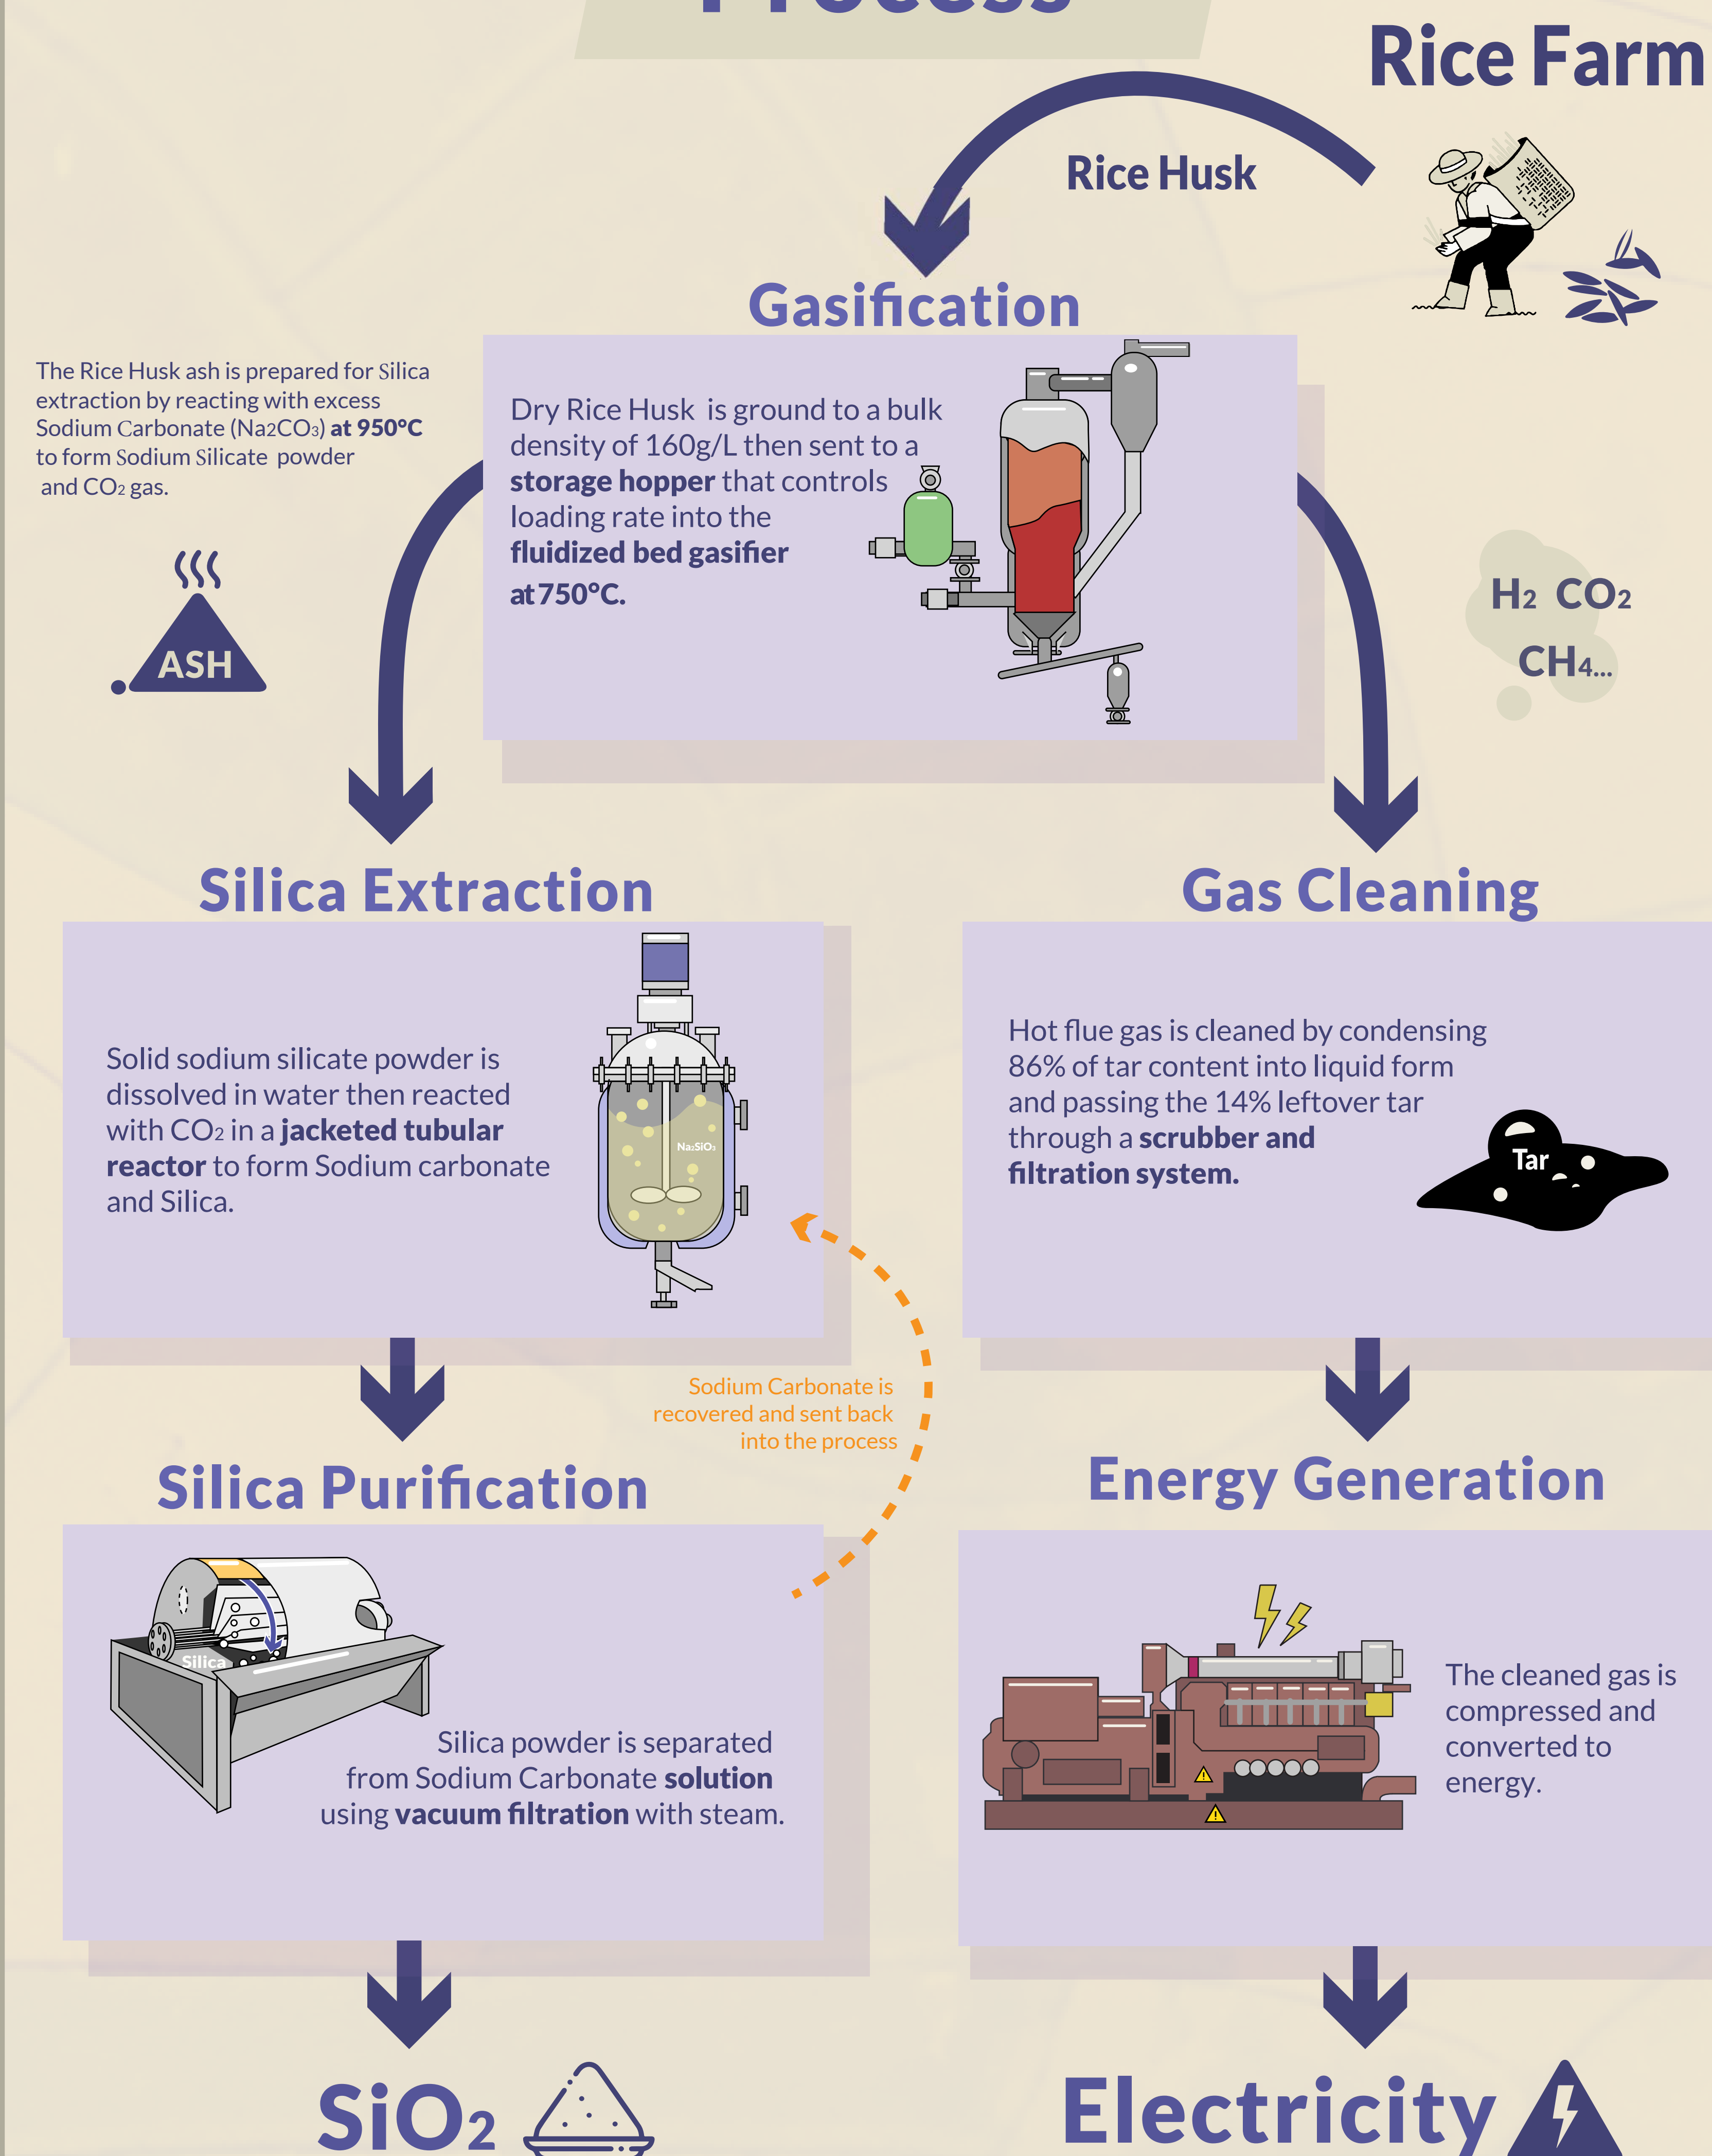 Process
Rice Farm
Rice Husk
Gasification
The Rice Husk ash is prepared for Silica
extraction by reacting with excess
Sodium Carbonate (Na2CO3) at 950°C
to form Sodium Silicate powder
and CO2 gas.
ASH
Dry Rice Husk is ground to a bulk
density of 160g/L then sent to a
storage hopper that controls
loading rate into the
fluidized bed gasifier
at 750°C.
H2 CO2
CH4...
Silica Extraction
Solid sodium silicate powder is
dissolved in water then reacted
with CO2 in a jacketed tubular
reactor to form Sodium carbonate
and Silica.
Na2SiO3
Gas Cleaning
Hot flue gas is cleaned by condensing
86% of tar content into liquid form
and passing the 14% leftover tar
through a scrubber and
filtration system.
Tar
Sodium Carbonate is
recovered and sent back
into the process
Silica Purification
Silica
Silica powder is separated
from Sodium Carbonate solution
using vacuum filtration with steam.
Energy Generation
The cleaned gas is
compressed and
converted to
energy.
SiO2
Electricity